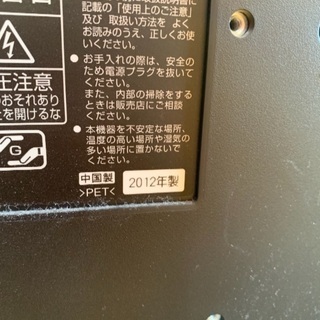 記載の「使用上のご注意」
及び 取扱い方法を よく
お読みのうえ、正しくお使
いください。
● お手入れの際は、安全の
ため電源プラグを抜いて
ください。
また、内部の掃除をする
ときは販売店にご相談
ください。
● 本機器を不安定な場所、
温度の高い場所や湿気の
多い場所に置かないで
ください。
圧注意
のおそれあり
を開けるな
G
中国製
2012年製
>PET<